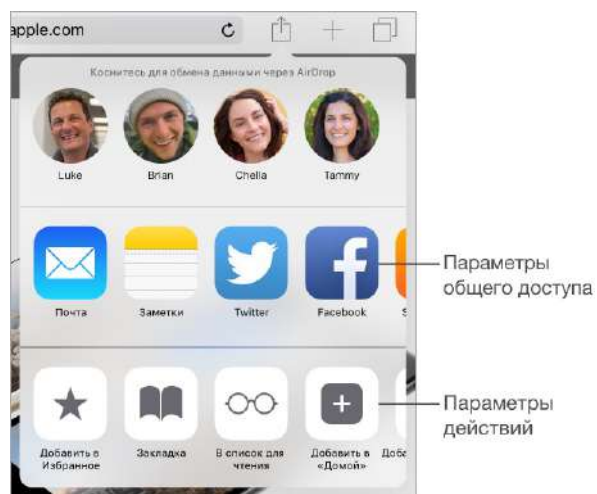 apple.com
Коснитесь для обмена данными через AirDrop
Luke
Brian
Chella
Tammy
Почта
Заметки
Twitter
Facebook
S
Параметры
общего доступа
Добавить в
Избранное
Закладка
В список для
чтения
Добавить в
«Домой»
Доба
Параметры
действий